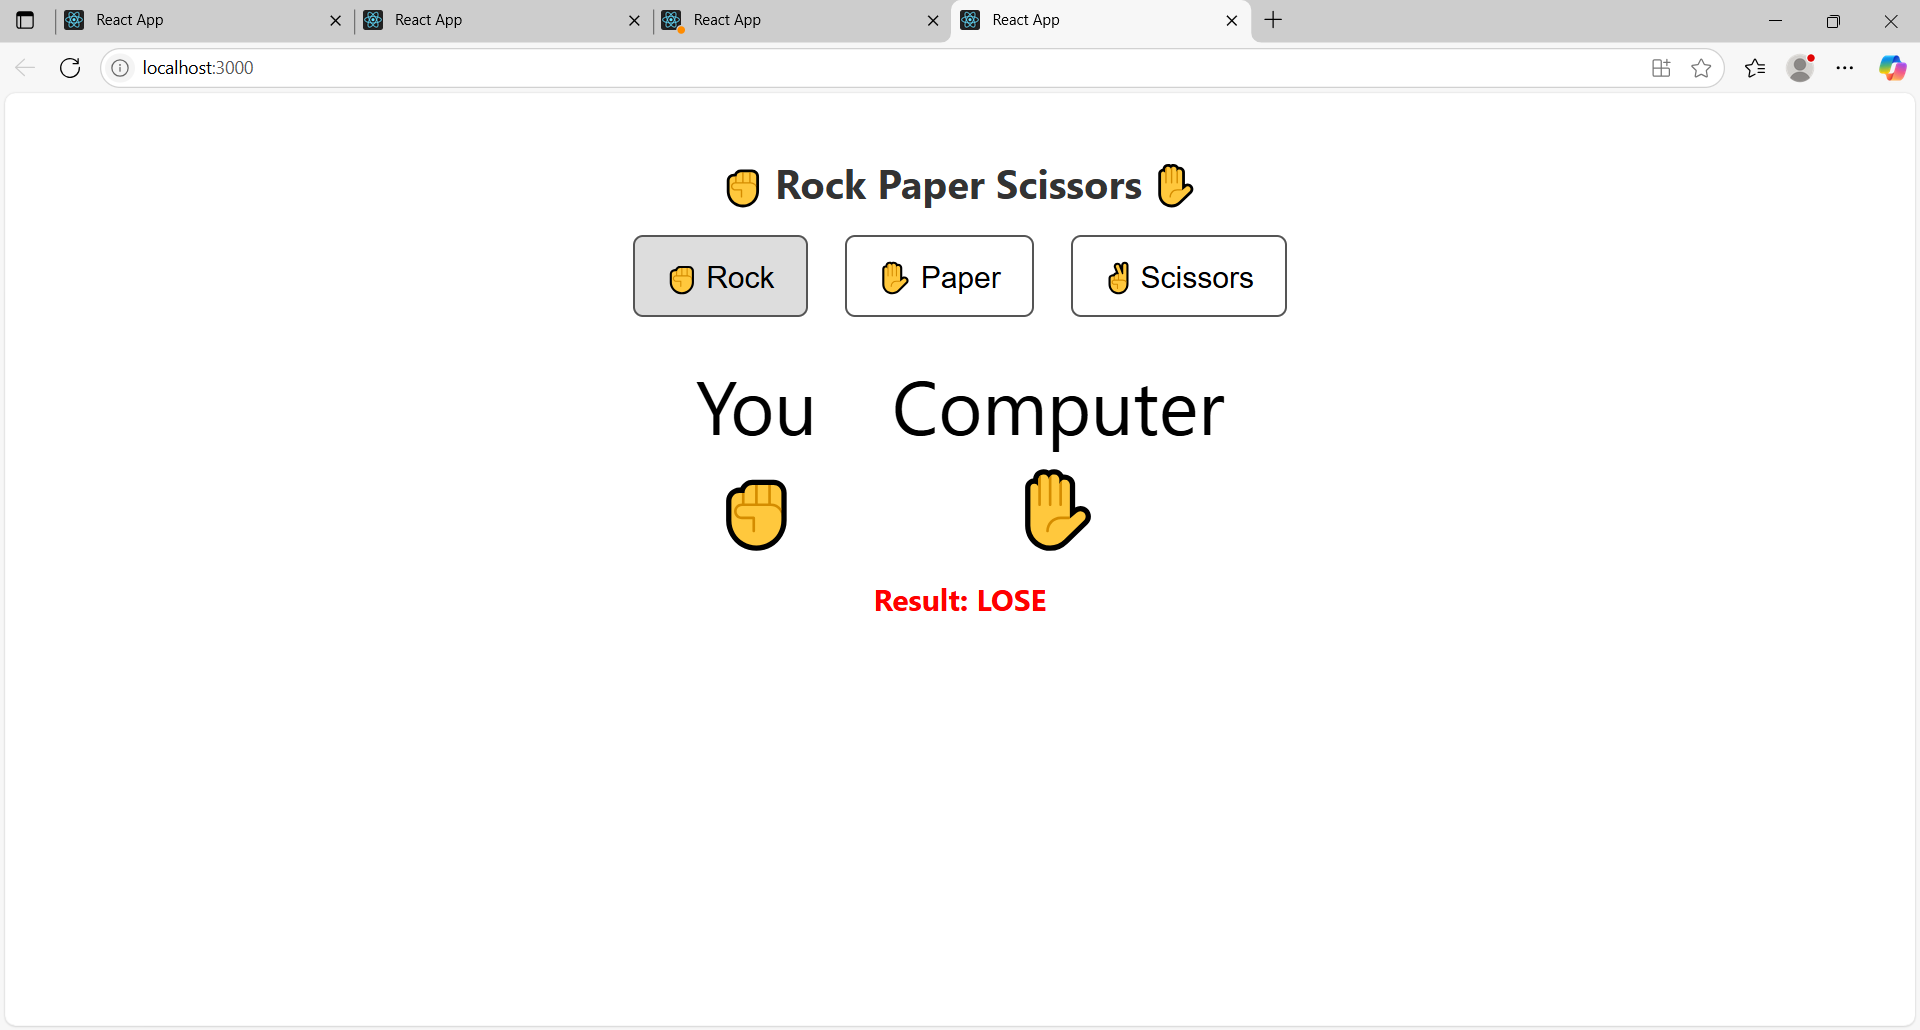 React App
React App
React App
React App
localhost:3000
✊ Rock Paper Scissors ✋
✊ Rock
✋ Paper
✌ Scissors
You
Computer
Result: LOSE